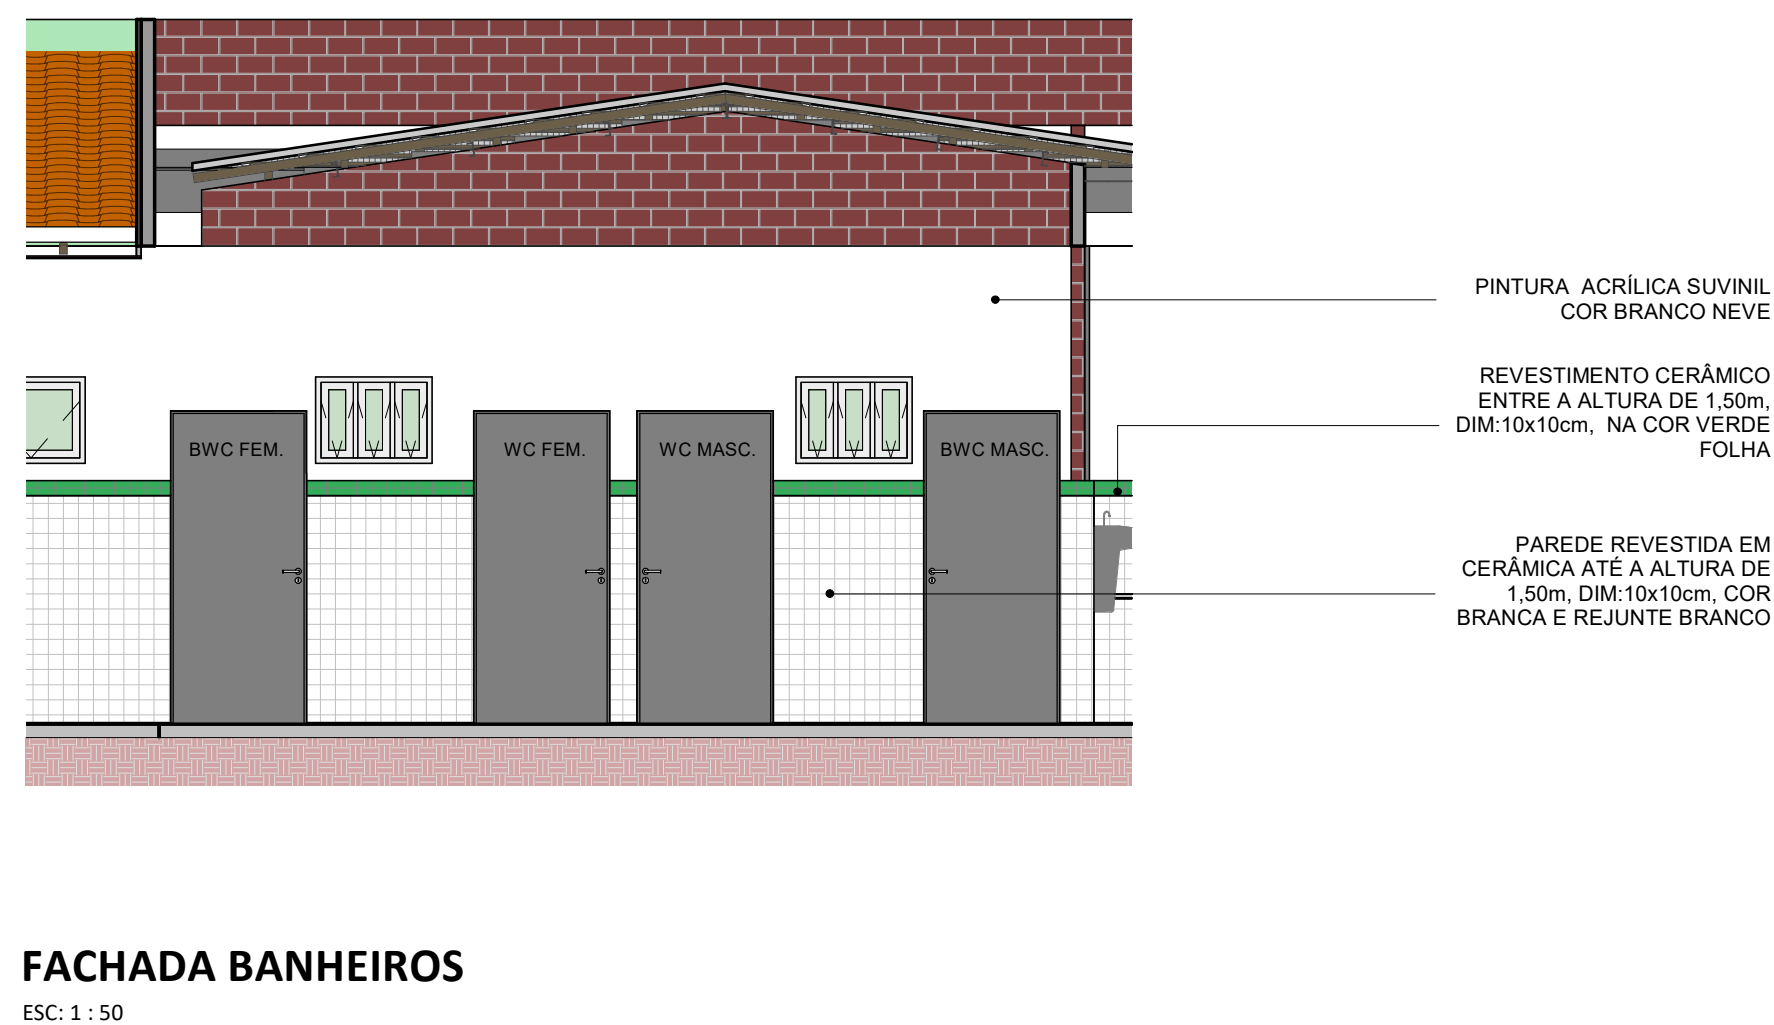 PINTURA ACRÍLICA SUVINIL
COR BRANCO NEVE
REVESTIMENTO CERÂMICO
ENTRE A ALTURA DE 1,50m,
DIM:10x10cm, NA COR VERDE
FOLHA
BWC FEM.
WC FEM.
WC MASC.
BWC MASC.
PAREDE REVESTIDA EM
CERÂMICA ATÉ A ALTURA DE
1,50m, DIM:10x10cm, COR
BRANCA E REJUNTE BRANCO
FACHADA BANHEIROS
ESC: 1 : 50